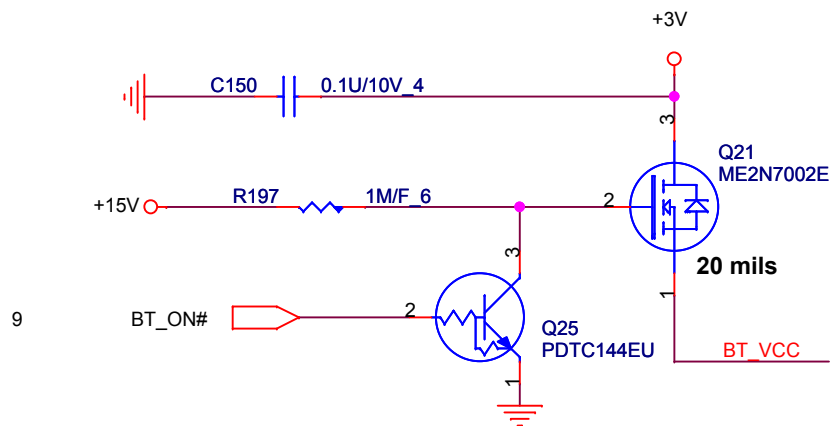 +3V
C150 0.1U/10V_4
3
Q21
ME2N7002E
+15V R197 1M/F_6 2
20 mils
3
1
9 BT_ON# 2
Q25
PDTC144EU
BT_VCC
1